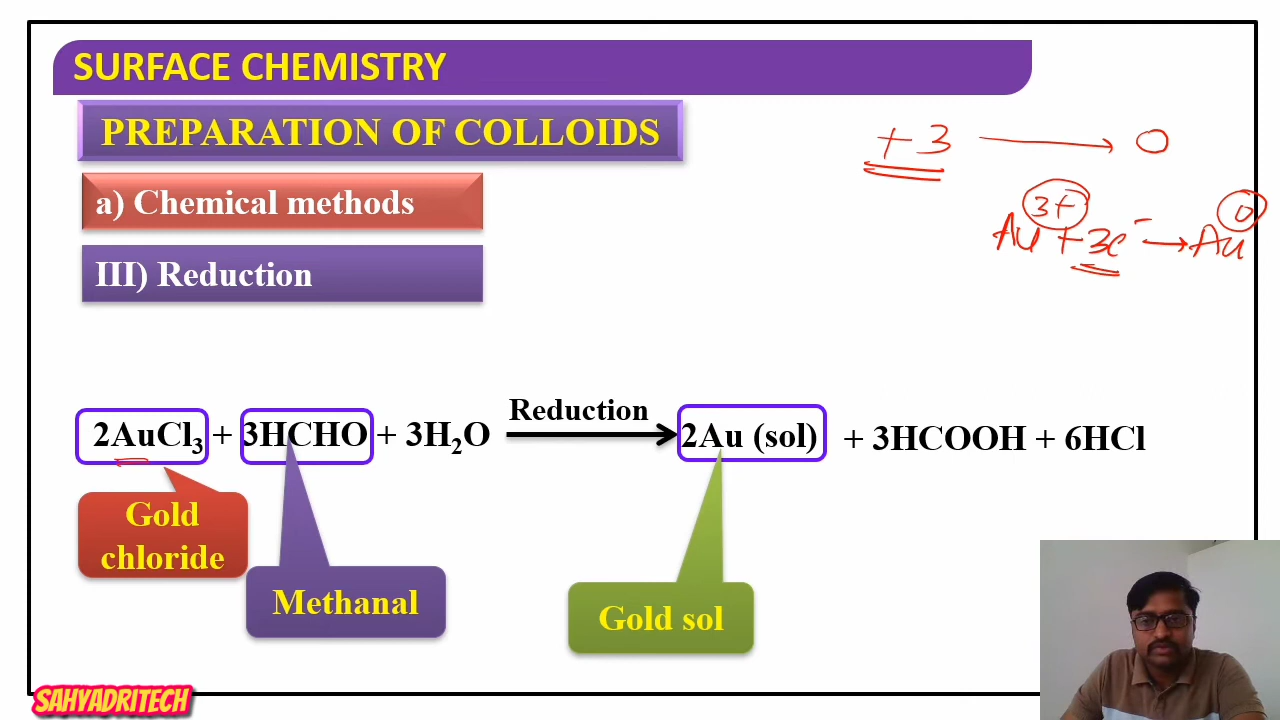 SURFACE CHEMISTRY
PREPARATION OF COLLOIDS
a) Chemical methods
III) Reduction
+3 → 0
Au³⁺ + 3e⁻ → Au⁰
Reduction
2AuCl₃ + 3HCHO + 3H₂O → 2Au (sol) + 3HCOOH + 6HCl
Gold
chloride
Methanal
Gold sol
SAHYADRITECH